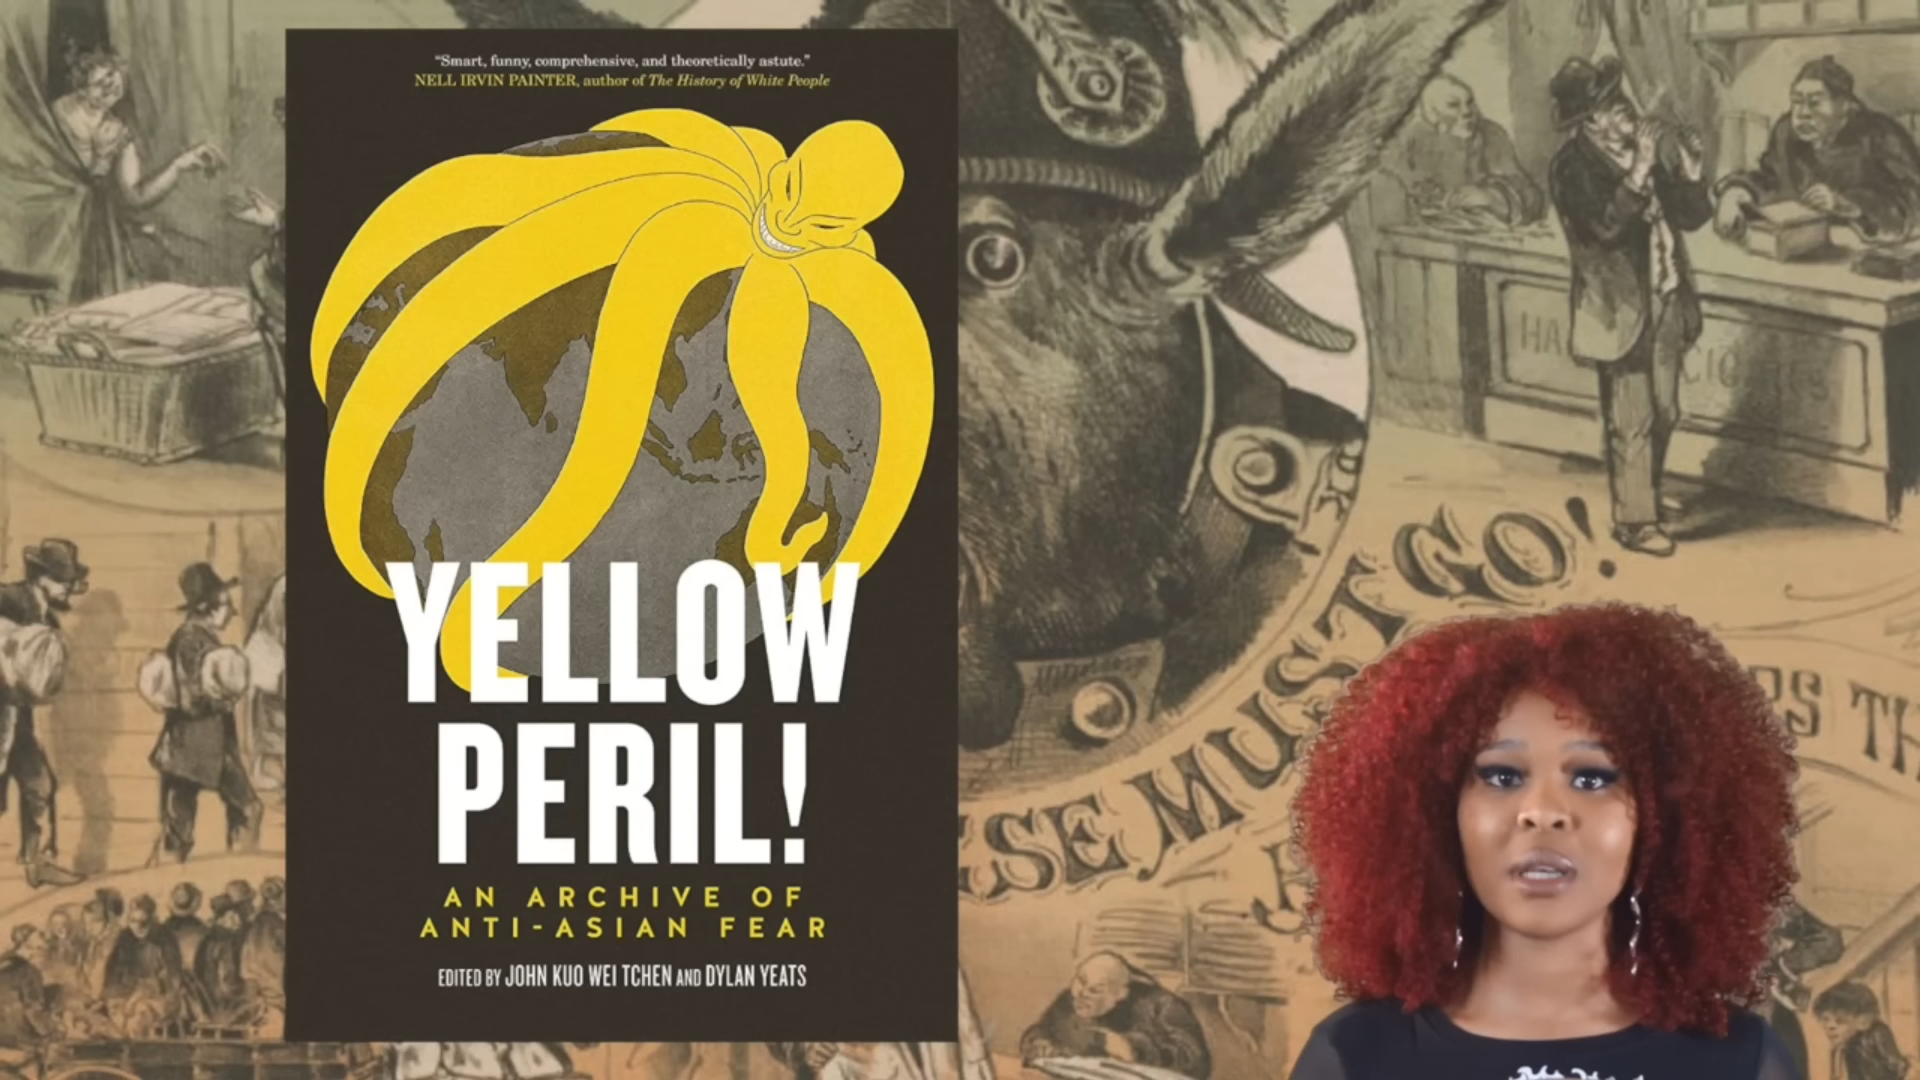 “Smart, funny, comprehensive, and theoretically astute.”
NELL IRVIN PAINTER, author of The History of White People
YELLOW
PERIL!
AN ARCHIVE OF
ANTI-ASIAN FEAR
EDITED BY JOHN KUO WEI TCHEN AND DYLAN YEATS
MUST GO!